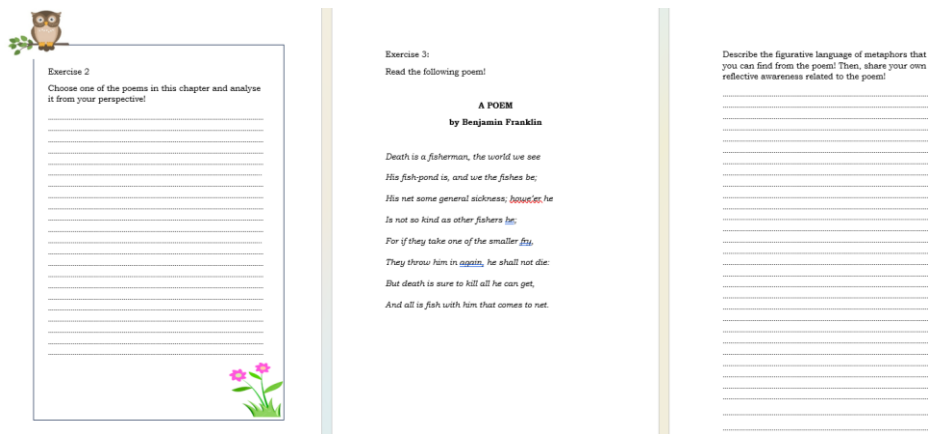 Exercise 2
Choose one of the poems in this chapter and analyse
it from your perspective!
Exercise 3:
Read the following poem!
A POEM
by Benjamin Franklin
Death is a fisherman, the world we see
His fish-pond is, and we the fishes be;
His net some general sickness; howe'er he
Is not so kind as other fishers be;
For if they take one of the smaller fry,
They throw him in again, he shall not die:
But death is sure to kill all he can get,
And all is fish with him that comes to net.
Describe the figurative language of metaphors that
you can find from the poem! Then, share your own
reflective awareness related to the poem!